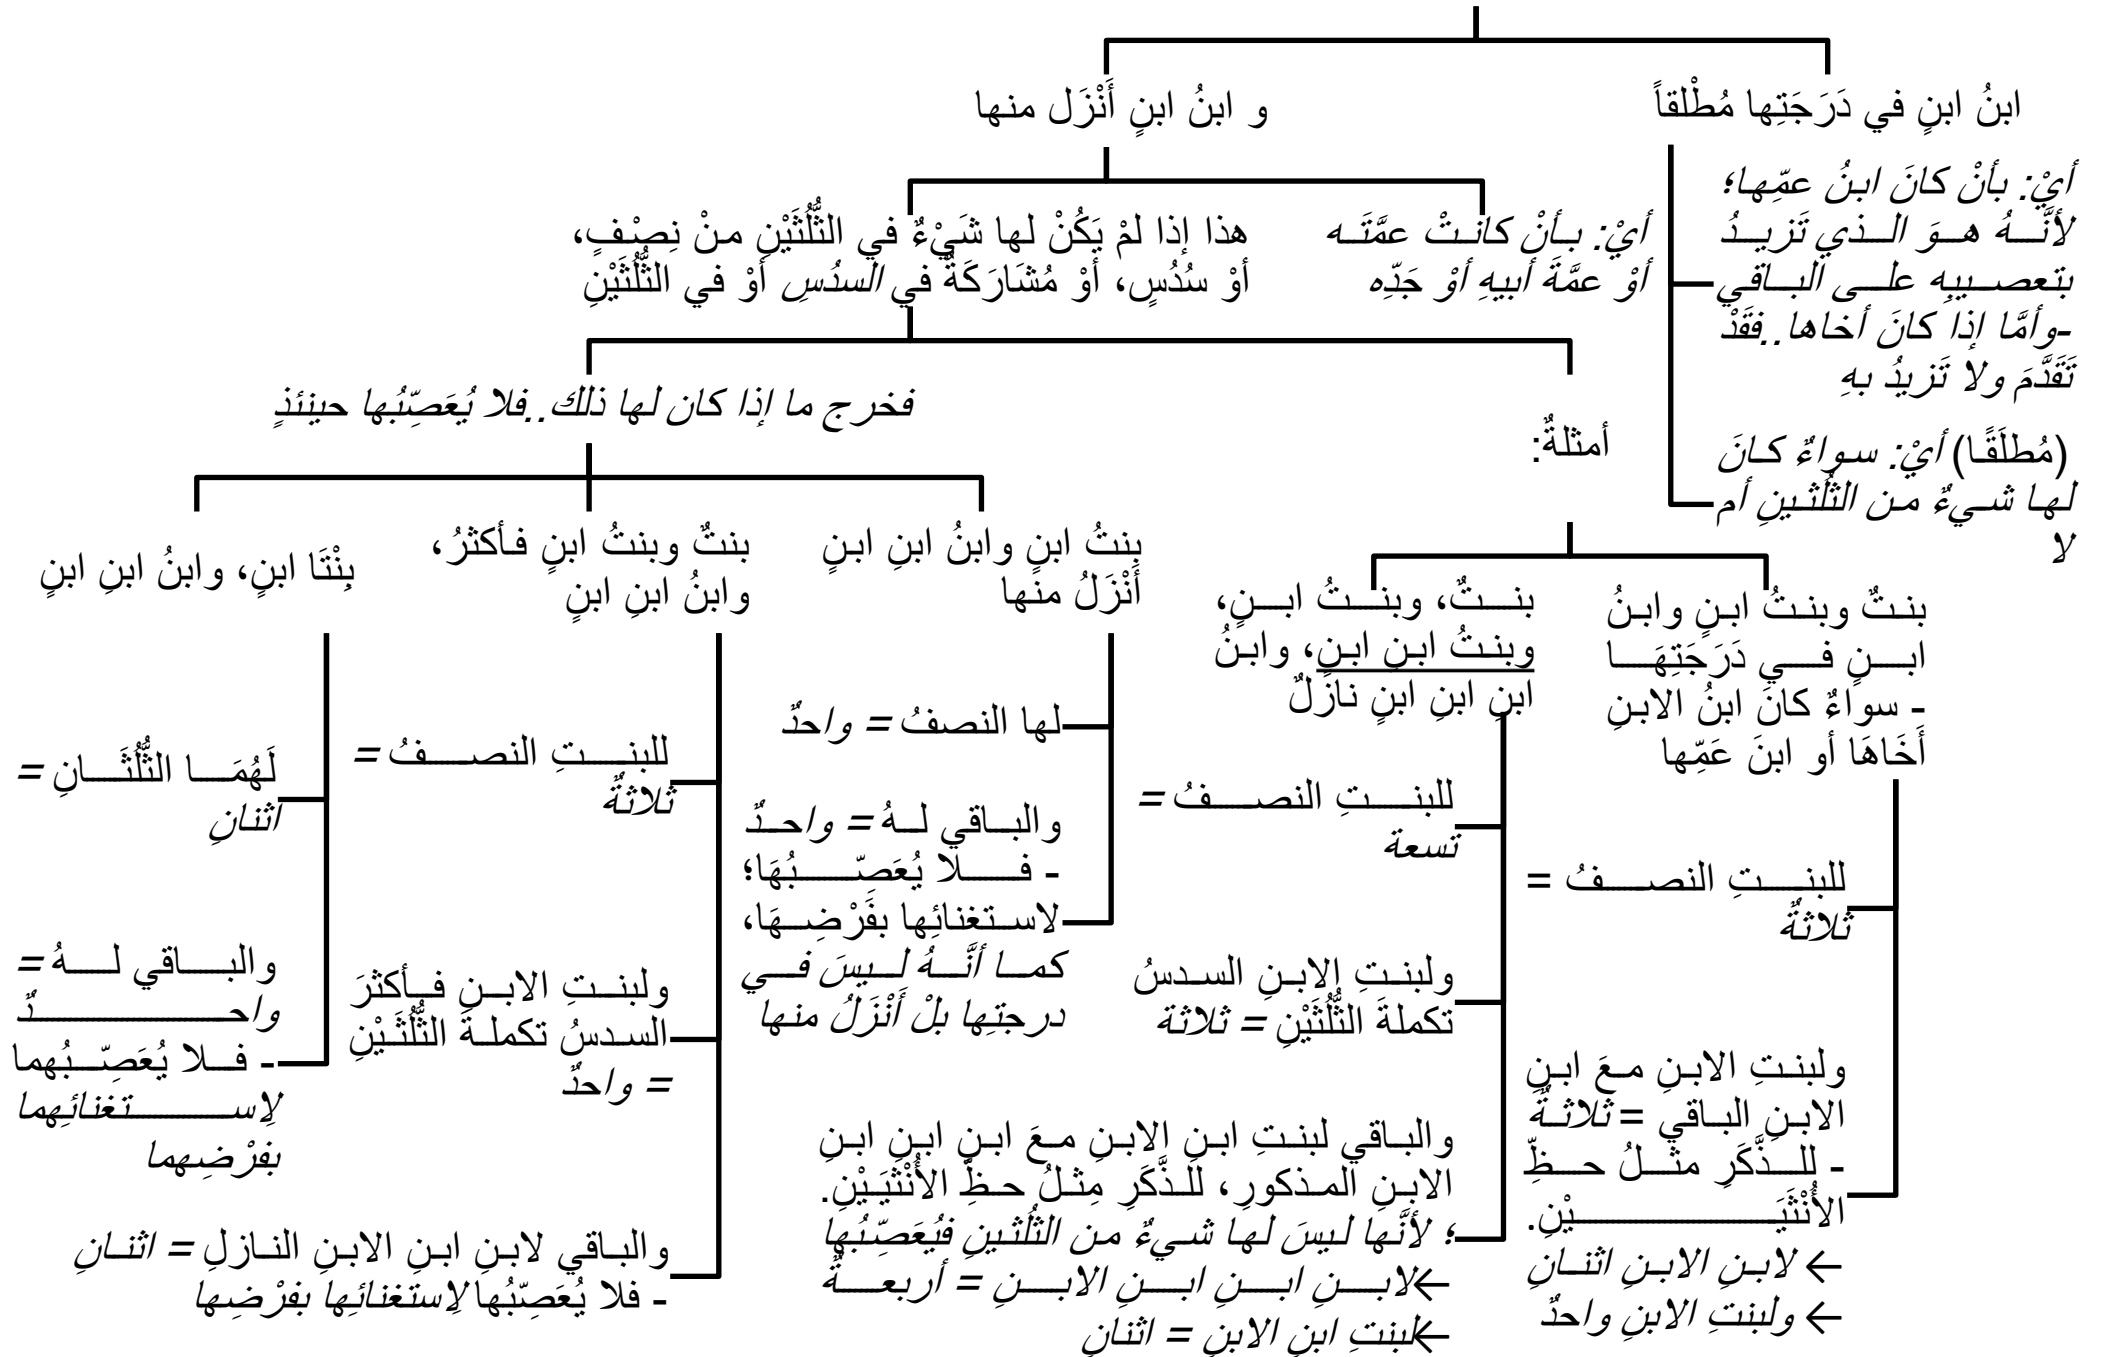 ابنُ ابنٍ في دَرَجَتِها مُطْلقاً
أيْ: بأنْ كانَ ابنُ عمّها؛
لأنَّهُ هوَ الذي تَزيدُ
بتعصيبِه على الباقي
-وأمَّا إذا كانَ أخاها..فقَدْ
تَقَدَّمَ ولا تَزيدُ بهِ
(مُطلَقًا) أيْ: سواءٌ كانَ
لها شيءٌ من الثُلُثينِ أم
لا
و ابنُ ابنٍ أَنْزَل منها
أيْ: بأنْ كانتْ عمَّتَه
أوْ عمَّةَ أبيهِ أوْ جَدّهِ
هذا إذا لمْ يَكُنْ لها شَيْءٌ في الثُّلُثَيْنِ منْ نِصْفٍ،
أوْ سُدُسٍ، أوْ مُشَارَكَةٌ في السدُسِ أوْ في الثُّلُثَيْنِ
أمثلةٌ:
بنتٌ وبنتُ ابنٍ وابنُ
ابنٍ في دَرَجَتِهَا
- سواءٌ كانَ ابنُ الابنِ
أَخَاهَا أو ابنَ عَمّها
للبنتِ النصفُ =
ثلاثةٌ
ولبنتِ الابنِ معَ ابنِ
الابنِ الباقي = ثلاثةٌ
- للذَّكَرِ مثلُ حظِّ
الأُنْثَيَيْنِ.
← لابنِ الابنِ اثنانِ
← ولبنتِ الابنِ واحدٌ
بنتٌ، وبنتُ ابنٍ،
وبنتُ ابنِ ابنٍ، وابنُ
ابنِ ابنِ ابنٍ نازلٌ
للبنتِ النصفُ =
تسعة
ولبنتِ الابنِ السدسُ
تكملةَ الثُّلُثَيْنِ = ثلاثة
والباقي لبنتِ ابنِ الابنِ معَ ابنِ ابنِ ابنِ
الابنِ المذكورِ، للذَّكَرِ مِثلُ حظِّ الأُنْثَيَيْنِ.
؛ لأنَّها ليسَ لها شيءٌ من الثلُثينِ فيُعَصِّبُها
←لابنِ ابنِ ابنِ الابنِ = أربعةٌ
←لبنتِ ابنِ الابنِ = اثنانِ
فخرج ما إذا كان لها ذلك..فلا يُعَصِّبُها حينئذٍ
بنتُ ابنٍ وابنُ ابنِ ابنٍ
أَنْزَلُ منها
لها النصفُ = واحدٌ
والباقي لهُ = واحدٌ
- فلا يُعَصِّبُهَا؛
لاستغنائِها بفَرْضِهَا،
كما أنَّهُ ليسَ في
درجتِها بلْ أَنْزَلُ منها
بنتٌ وبنتُ ابنٍ فأكثرُ،
وابنُ ابنِ ابنٍ
للبنتِ النصفُ =
ثلاثةٌ
ولبنتِ الابنِ فأكثرَ
السدسُ تكملةَ الثُّلُثَيْنِ
= واحدٌ
والباقي لابنِ ابنِ الابنِ النازلِ = اثنانِ
- فلا يُعَصِّبُها لِاستغنائِها بفرْضِها
بِنْتَا ابنٍ، وابنُ ابنِ ابنٍ
لَهُمَا الثُّلُثَانِ =
اثنانِ
والباقي لهُ =
واحدٌ
- فلا يُعَصِّبُهما
لِاستغنائِهما
بفرْضِهما